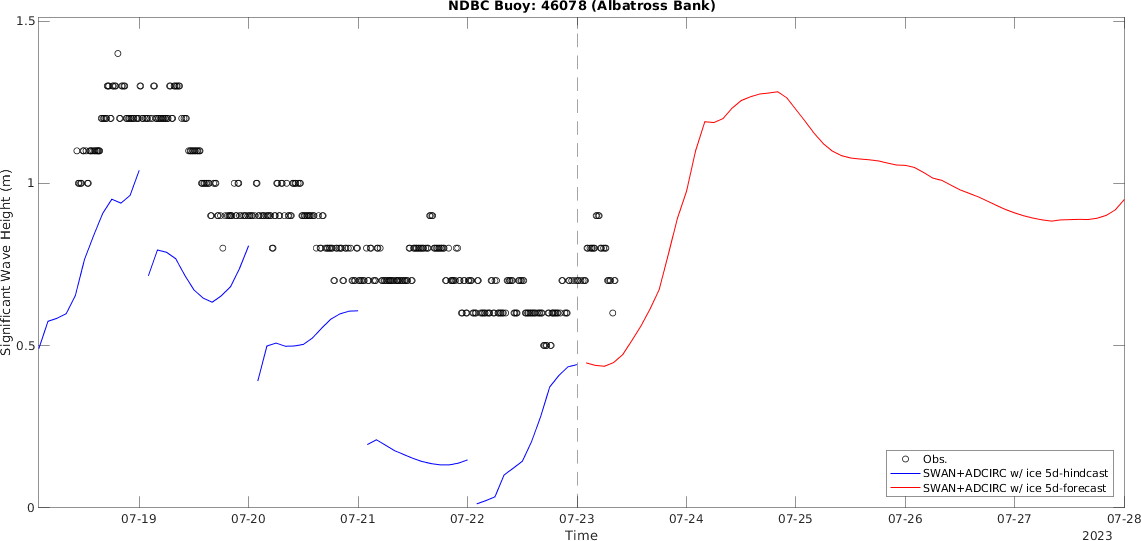 NDBC Buoy: 46078 (Albatross Bank)
1.5
1
0.5
0
Significant Wave Height (m)
Obs.
SWAN+ADCIRC w/ ice 5d-hindcast
SWAN+ADCIRC w/ ice 5d-forecast
07-19 07-20 07-21 07-22 07-23 07-24 07-25 07-26 07-27 07-28
Time
2023